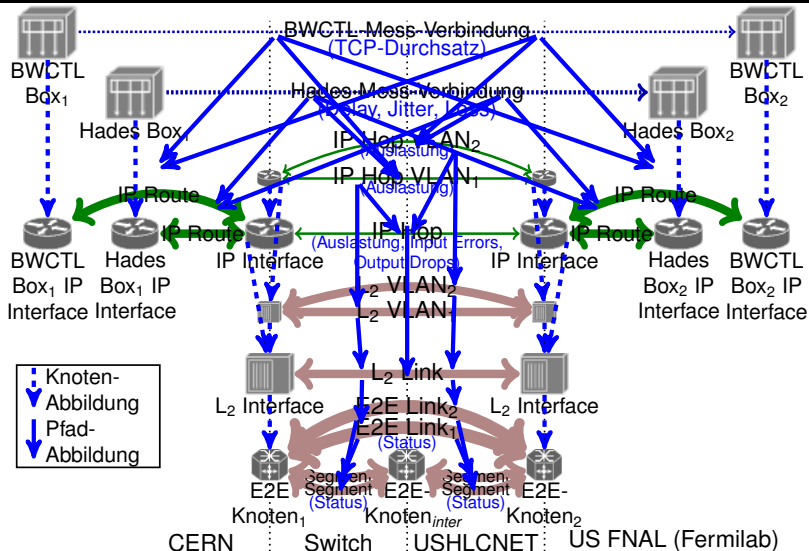 BWCTL-Mess-Verbindung
(TCP-Durchsatz)
BWCTL
Box1
BWCTL
Box2
Hades-Mess-Verbindung
(Delay, Jitter, Loss)
Hades Box1
Hades Box2
IP Hop VLAN2
(Auslastung)
IP Hop VLAN1
(Auslastung)
IP Route
IP Route
IP Route
IP Route
IP Hop
(Auslastung, Input Errors,
Output Drops)
BWCTL
Box1 IP
Interface
Hades
Box1 IP
Interface
IP Interface
IP Interface
Hades
Box2 IP
Interface
BWCTL
Box2 IP
Interface
L2 VLAN2
L2 VLAN1
L2 Link
L2 Interface
L2 Interface
Knoten-
Abbildung
Pfad-
Abbildung
E2E Link2
E2E Link1
(Status)
Segment
Segment
(Status)
Segment
Segment
(Status)
E2E
Knoten1
E2E-
Knoteninter
E2E-
Knoten2
CERN
Switch
USHLCNET
US FNAL (Fermilab)